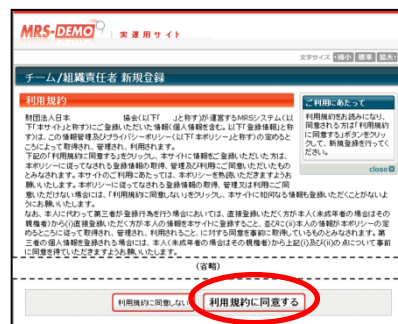 MRS-DEMO 実運用サイト
文字サイズ 縮小 標準 拡大
チーム/組織責任者 新規登録
利用規約
財団法人日本 協会(以下「 」と称す)が運営するMRSシステム(以
下「本サイト」と称す)にご登録いただいた情報(個人情報を含む。以下「登録情報」と称
す)は、この情報管理及びプライバシーポリシー(以下「本ポリシー」と称す)の定めると
ころによって取得され、管理され、利用されます。
下記の「利用規約に同意する」をクリックし、本サイトに情報をご登録いただいた方は、
本ポリシーに従ってなされる登録情報の取得、管理及び利用にご同意いただいたもの
とみなされます。本サイトのご利用にあたっては、本ポリシーを熟読いただきますようお
願いいたします。本ポリシーに従ってなされる登録情報の取得、管理又は利用にご同
意いただけない場合には、「利用規約に同意しない」をクリックし、本サイトに如何なる情報も登録いただくことがないよ
うにお願いいたします。
なお、本人に代わって第三者が登録行為を行う場合においては、直接登録いただく方が本人(未成年者の場合はその
親権者)から(i)直接登録いただく方が本人の情報を本サイトに登録すること、並びに(ii)本人の情報が本ポリシーの定
めるところに従って取得され、管理され、利用されること、に対する同意を事前に取得しているものとみなされます。第
三者の個人情報を登録される場合には、本人(未成年者の場合はその親権者)から上記(i)及び(ii)の点について事前
に同意を得ていただきますようお願いいたします。
(省略)
利用規約に同意しない 利用規約に同意する
ご利用にあたって
利用規約をお読みになり、
同意される方は「利用規約
に同意する」ボタンをクリッ
クして、新規登録を行ってく
ださい。
close